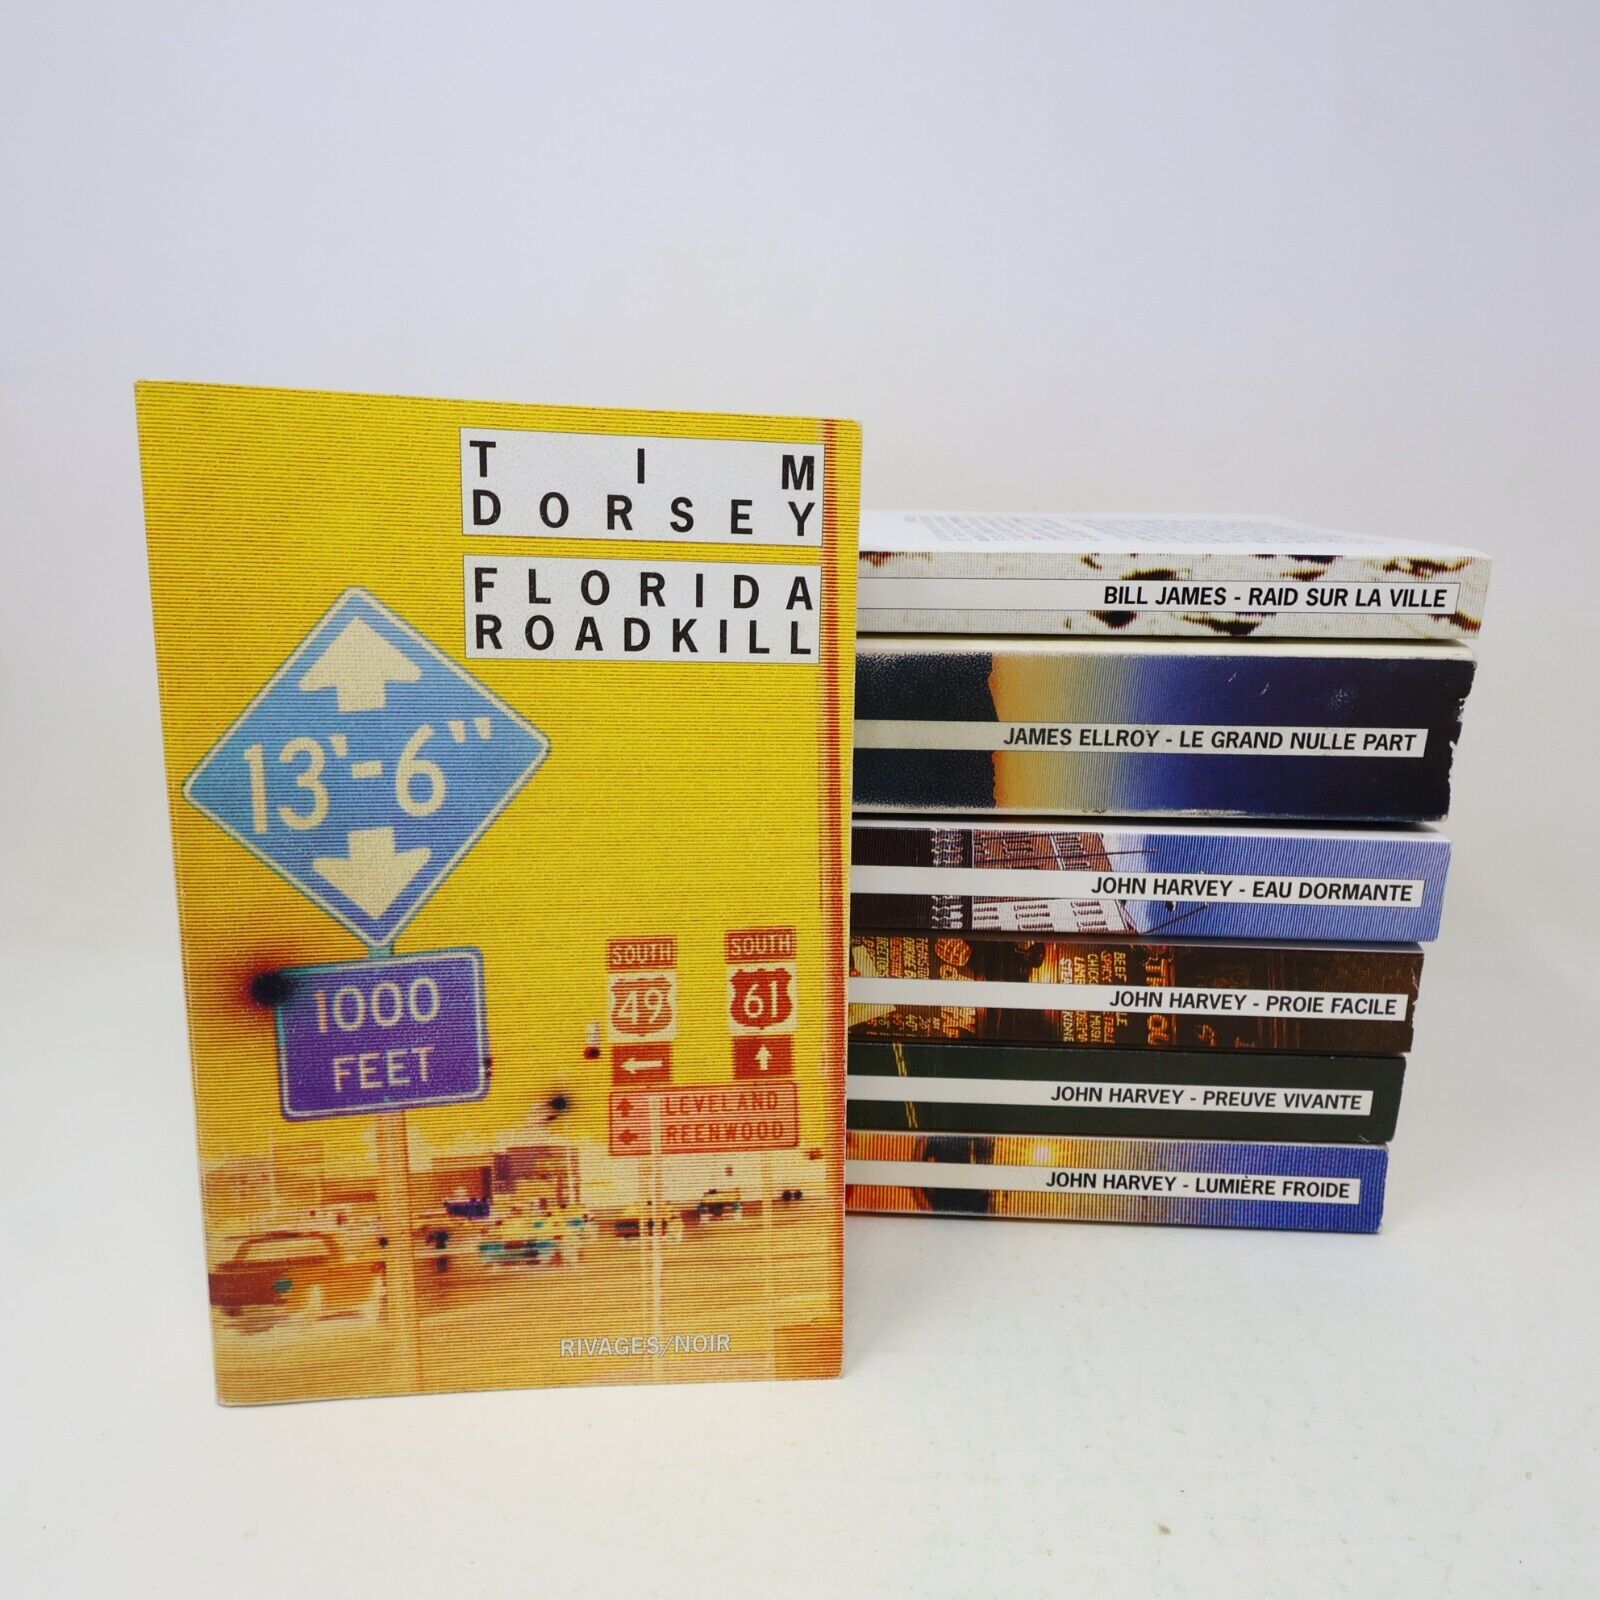 T I M
DORSEY
FLORIDA
ROADKILL
13'-6"
1000
FEET
SOUTH
49
SOUTH
61
LEVELAND
REENWOOD
RIVAGES/NOIR
BILL JAMES - RAID SUR LA VILLE
JAMES ELLROY - LE GRAND NULLE PART
JOHN HARVEY - EAU DORMANTE
JOHN HARVEY - PROIE FACILE
JOHN HARVEY - PREUVE VIVANTE
JOHN HARVEY - LUMIÈRE FROIDE